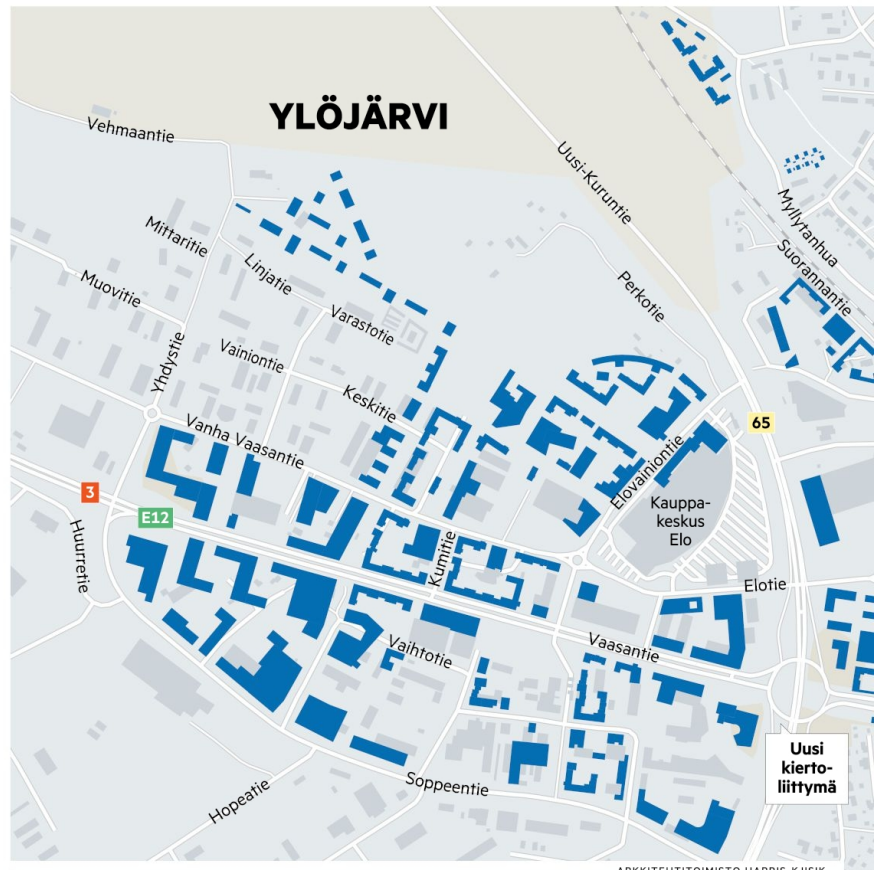 YLÖJÄRVI
Vehmaantie
Uusi-Kuruntie
Myllytanhua
Suorannantie
Mittaritie
Linjatie
Perkotie
Muovitie
Varastotie
Yhdystie
Vainiontie
Keskitie
65
Vanha Vaasantie
Elovainiontie
3
E12
Kauppa-
keskus
Elo
Huurretie
Kumitie
Elotie
Vaasantie
Vaihtotie
Uusi
kierto-
liittymä
Soppeentie
Hopeatie